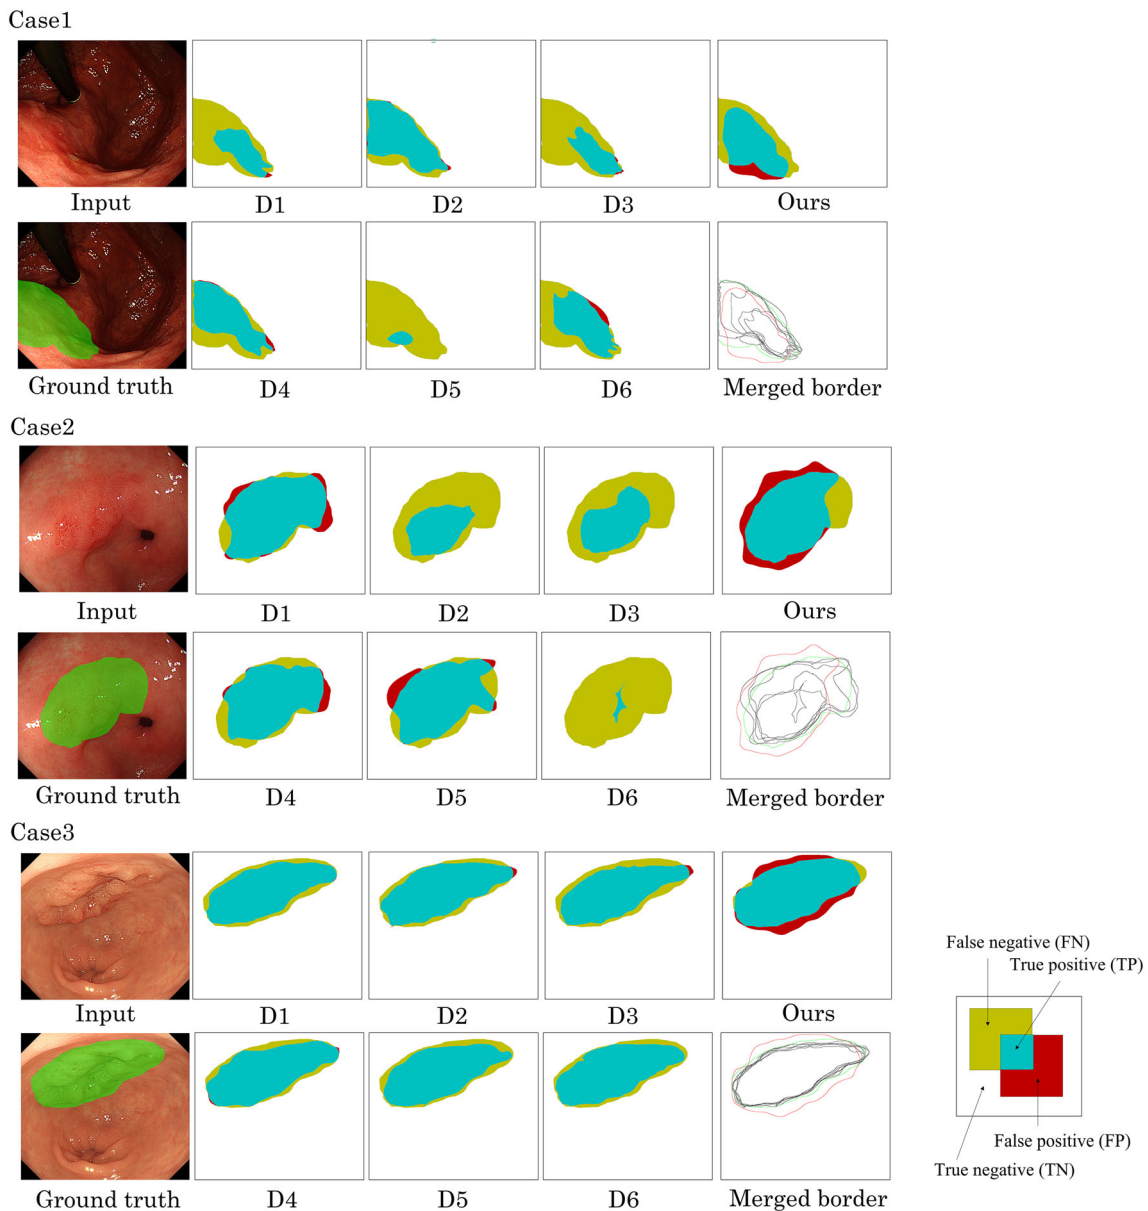 Case1
Input
D1
D2
D3
Ours
Ground truth
D4
D5
D6
Merged border
Case2
Input
D1
D2
D3
Ours
Ground truth
D4
D5
D6
Merged border
Case3
Input
D1
D2
D3
Ours
Ground truth
D4
D5
D6
Merged border
False negative (FN)
True positive (TP)
False positive (FP)
True negative (TN)